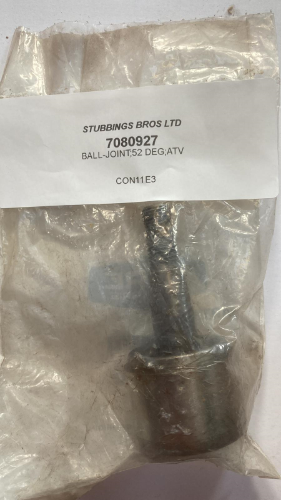 STUBBINGS BROS LTD
7080927
BALL-JOINT;52 DEG;ATV
CON11E3